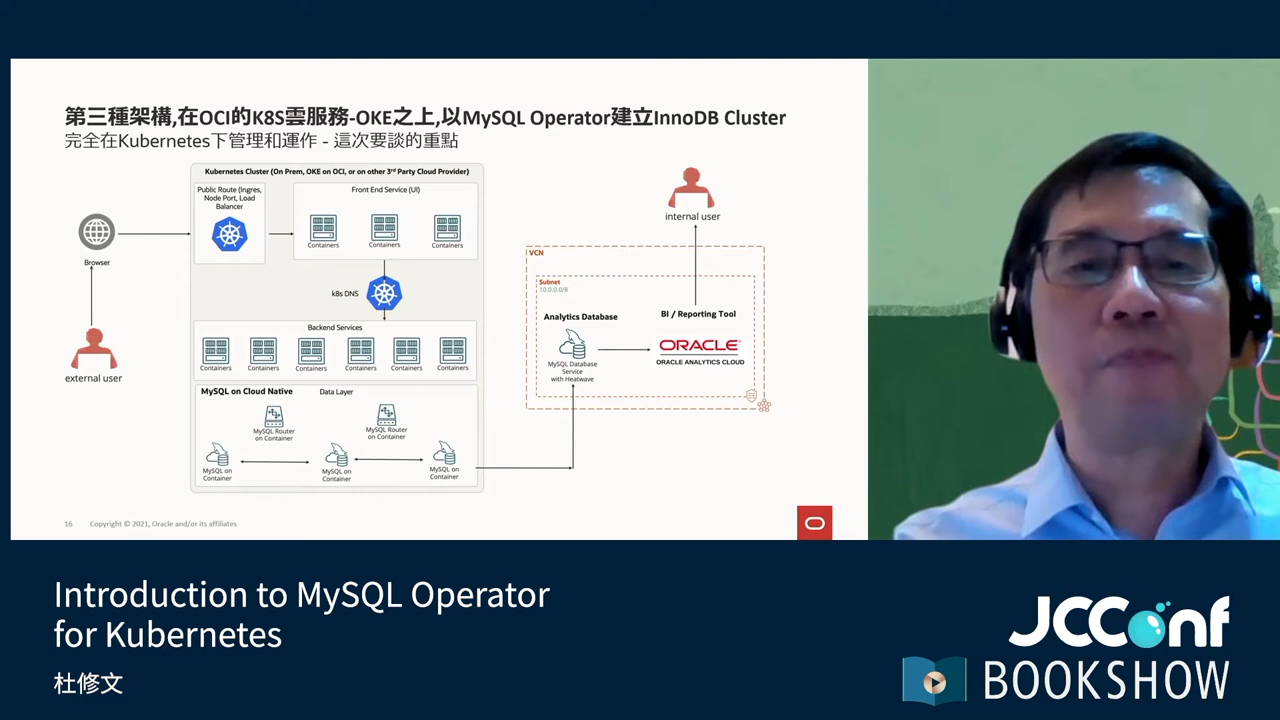 第三種架構,在OCI的K8S雲服務-OKE之上,以MySQL Operator建立InnoDB Cluster
完全在Kubernetes下管理和運作 - 這次要談的重點
Kubernetes Cluster (On Prem, OKE on OCI, or on other 3rd Party Cloud Provider)
Public Route (Ingres,
Node Port, Load
Balancer)
Front End Service (UI)
Containers
Containers
Containers
Browser
external user
k8s DNS
Backend Services
Containers
Containers
Containers
Containers
Containers
Containers
MySQL on Cloud Native
Data Layer
MySQL Router
on Container
MySQL Router
on Container
MySQL on
Container
MySQL on
Container
MySQL on
Container
internal user
VCN
Subnet
10.0.0.0/8
Analytics Database
BI / Reporting Tool
MySQL Database
Service
with Heatwave
ORACLE
ORACLE ANALYTICS CLOUD
16
Copyright © 2021, Oracle and/or its affiliates
Introduction to MySQL Operator
for Kubernetes
杜修文
JCConf
BOOKSHOW